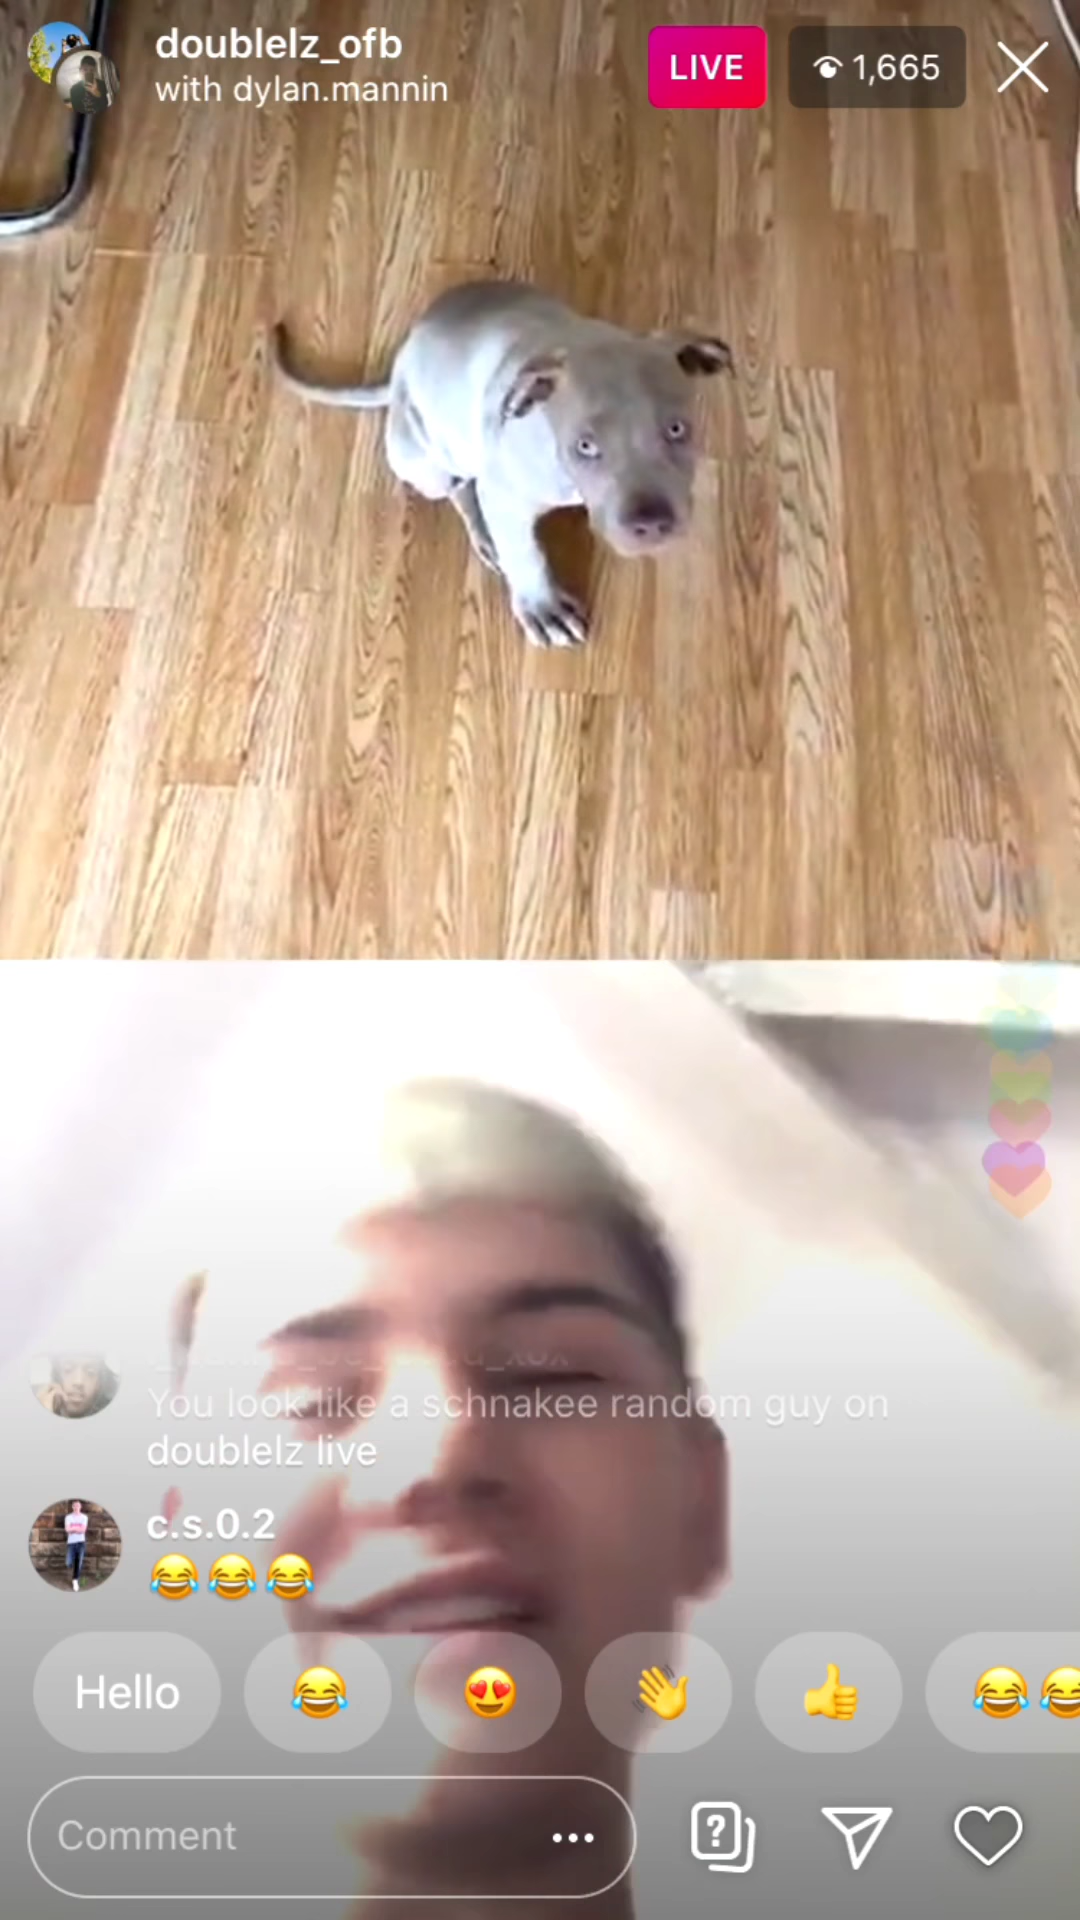 doublelz_ofb
with dylan.mannin
LIVE
1,665
You look like a schnakee random guy on
doublelz live
c.s.0.2
😂😂😂
Hello
😂 😍 👋 👍 😂😂
Comment